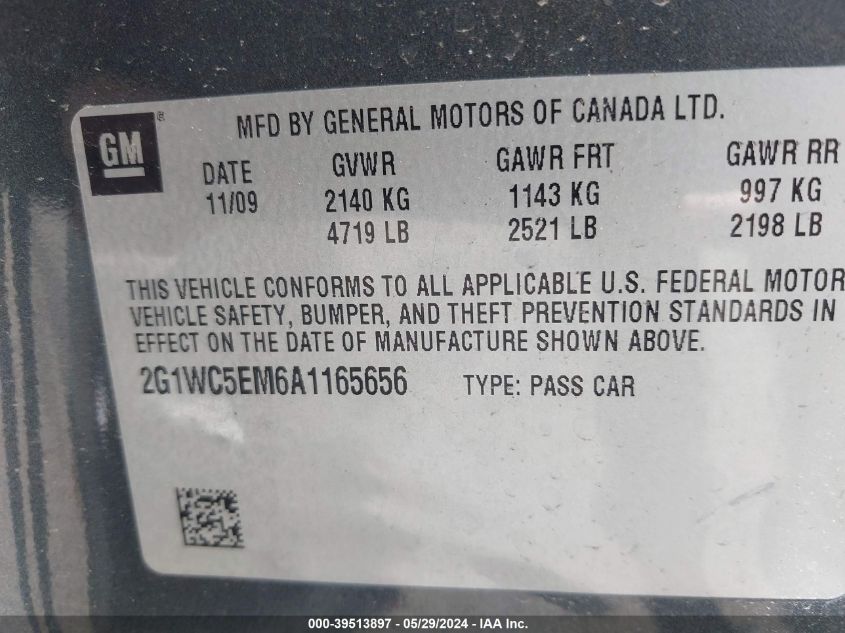 GM ®
MFD BY GENERAL MOTORS OF CANADA LTD.
DATE GVWR GAWR FRT GAWR RR
11/09 2140 KG 1143 KG 997 KG
4719 LB 2521 LB 2198 LB
THIS VEHICLE CONFORMS TO ALL APPLICABLE U.S. FEDERAL MOTOR
VEHICLE SAFETY, BUMPER, AND THEFT PREVENTION STANDARDS IN
EFFECT ON THE DATE OF MANUFACTURE SHOWN ABOVE.
2G1WC5EM6A1165656 TYPE: PASS CAR
000-39513897 - 05/29/2024 - IAA Inc.